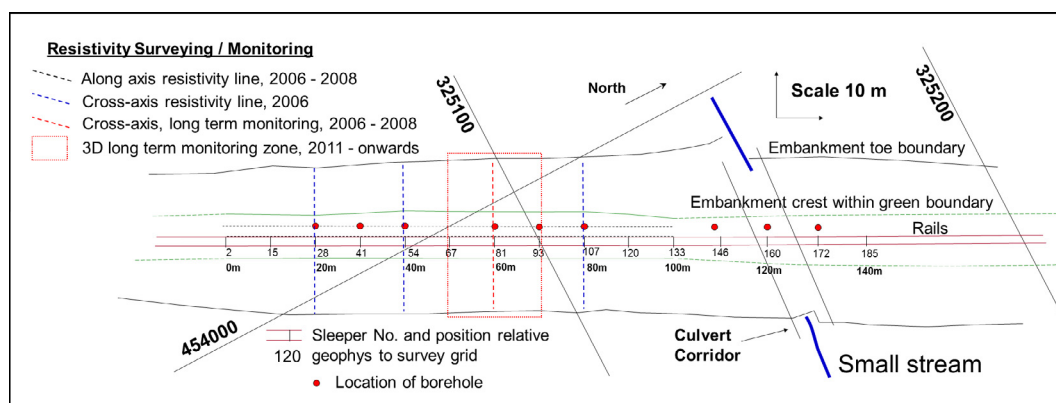 Resistivity Surveying / Monitoring
Along axis resistivity line, 2006 - 2008
Cross-axis resistivity line, 2006
Cross-axis, long term monitoring, 2006 - 2008
3D long term monitoring zone, 2011 - onwards
325100
North
Scale 10 m
325200
Embankment toe boundary
Embankment crest within green boundary
Rails
2 15 28 41 54 67 81 93 107 120 133 146 160 172 185
0m 20m 40m 60m 80m 100m 120m 140m
454000
Sleeper No. and position relative
120 geophys to survey grid
Location of borehole
Culvert
Corridor
Small stream